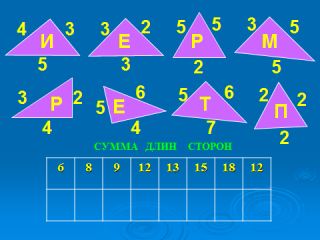 4 3 3 2 5 5 3 5
И Е Р М
5 3 2 5
3 2 5 6 5 6 2 2
Р Е Т П
4 4 7 2
СУММА ДЛИН СТОРОН
6 8 9 12 13 15 18 12